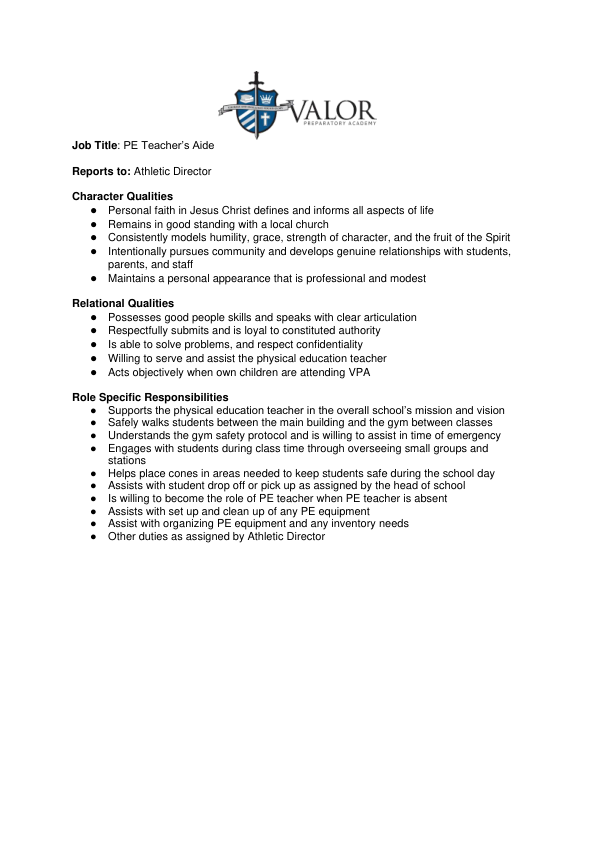 VALOR
PREPARATORY ACADEMY
Job Title: PE Teacher's Aide
Reports to: Athletic Director
Character Qualities
● Personal faith in Jesus Christ defines and informs all aspects of life
● Remains in good standing with a local church
● Consistently models humility, grace, strength of character, and the fruit of the Spirit
● Intentionally pursues community and develops genuine relationships with students,
parents, and staff
● Maintains a personal appearance that is professional and modest
Relational Qualities
● Possesses good people skills and speaks with clear articulation
● Respectfully submits and is loyal to constituted authority
● Is able to solve problems, and respect confidentiality
● Willing to serve and assist the physical education teacher
● Acts objectively when own children are attending VPA
Role Specific Responsibilities
● Supports the physical education teacher in the overall school's mission and vision
● Safely walks students between the main building and the gym between classes
● Understands the gym safety protocol and is willing to assist in time of emergency
● Engages with students during class time through overseeing small groups and
stations
● Helps place cones in areas needed to keep students safe during the school day
● Assists with student drop off or pick up as assigned by the head of school
● Is willing to become the role of PE teacher when PE teacher is absent
● Assists with set up and clean up of any PE equipment
● Assist with organizing PE equipment and any inventory needs
● Other duties as assigned by Athletic Director